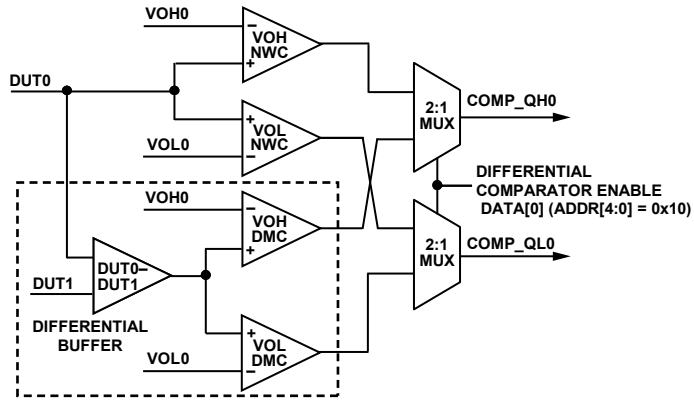 VOH0
−
VOH
NWC
+
DUT0
+
VOL
NWC
−
VOL0
2:1
MUX
COMP_QH0
DIFFERENTIAL
COMPARATOR ENABLE
DATA[0] (ADDR[4:0] = 0x10)
VOH0
−
VOH
DMC
+
2:1
MUX
COMP_QL0
DUT0–
DUT1
DUT1
DIFFERENTIAL
BUFFER
+
VOL
DMC
−
VOL0